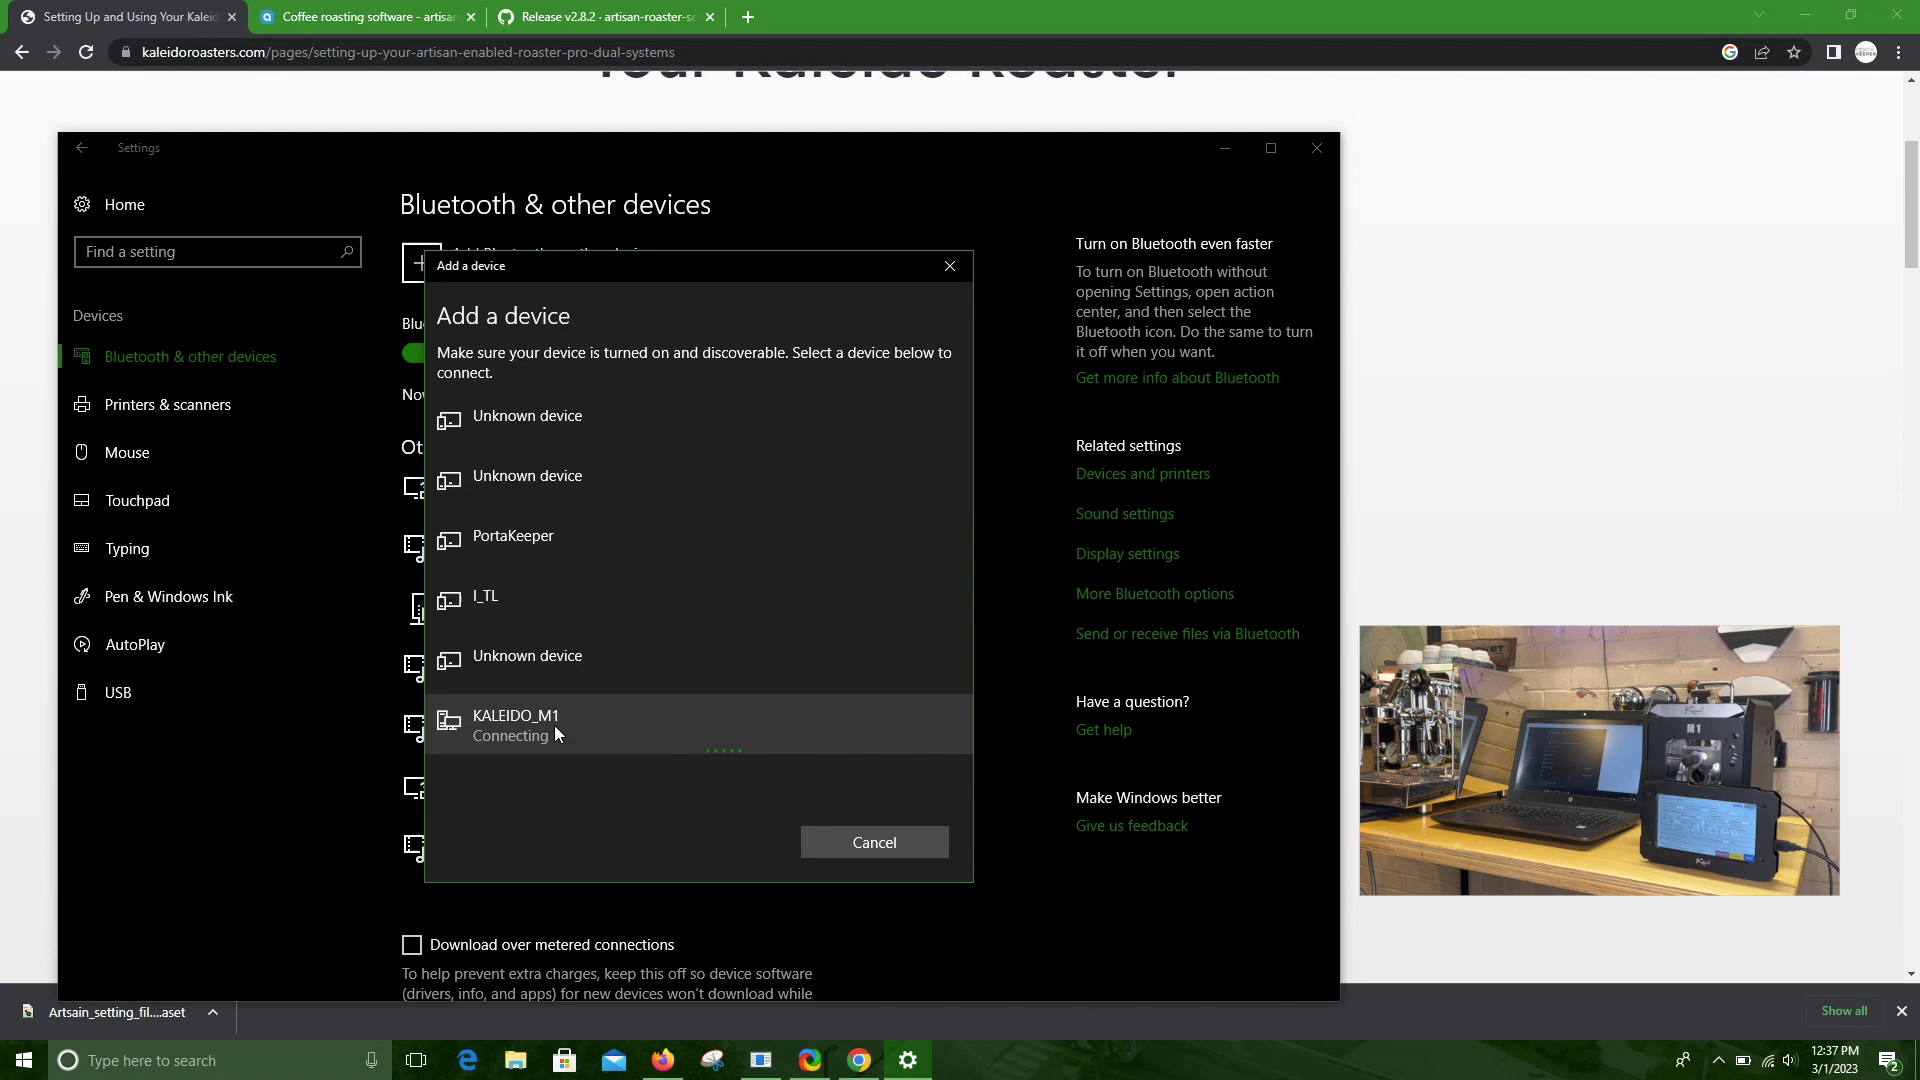 Setting Up and Using Your Kaleid
Coffee roasting software - artisan
Release v2.8.2 · artisan-roaster-sc
kaleidoroasters.com/pages/setting-up-your-artisan-enabled-roaster-pro-dual-systems
Your Kaleido Roaster
Settings
Home
Find a setting
Devices
Bluetooth & other devices
Printers & scanners
Mouse
Touchpad
Typing
Pen & Windows Ink
AutoPlay
USB
Bluetooth & other devices
Blu
Nov
Ot
Add a device
Add a device
Make sure your device is turned on and discoverable. Select a device below to
connect.
Unknown device
Unknown device
PortaKeeper
I_TL
Unknown device
KALEIDO_M1
Connecting
Cancel
Download over metered connections
To help prevent extra charges, keep this off so device software
(drivers, info, and apps) for new devices won't download while
Turn on Bluetooth even faster
To turn on Bluetooth without
opening Settings, open action
center, and then select the
Bluetooth icon. Do the same to turn
it off when you want.
Get more info about Bluetooth
Related settings
Devices and printers
Sound settings
Display settings
More Bluetooth options
Send or receive files via Bluetooth
Have a question?
Get help
Make Windows better
Give us feedback
M1
Artsain_setting_fil....aset
Show all
Type here to search
12:37 PM
3/1/2023
2